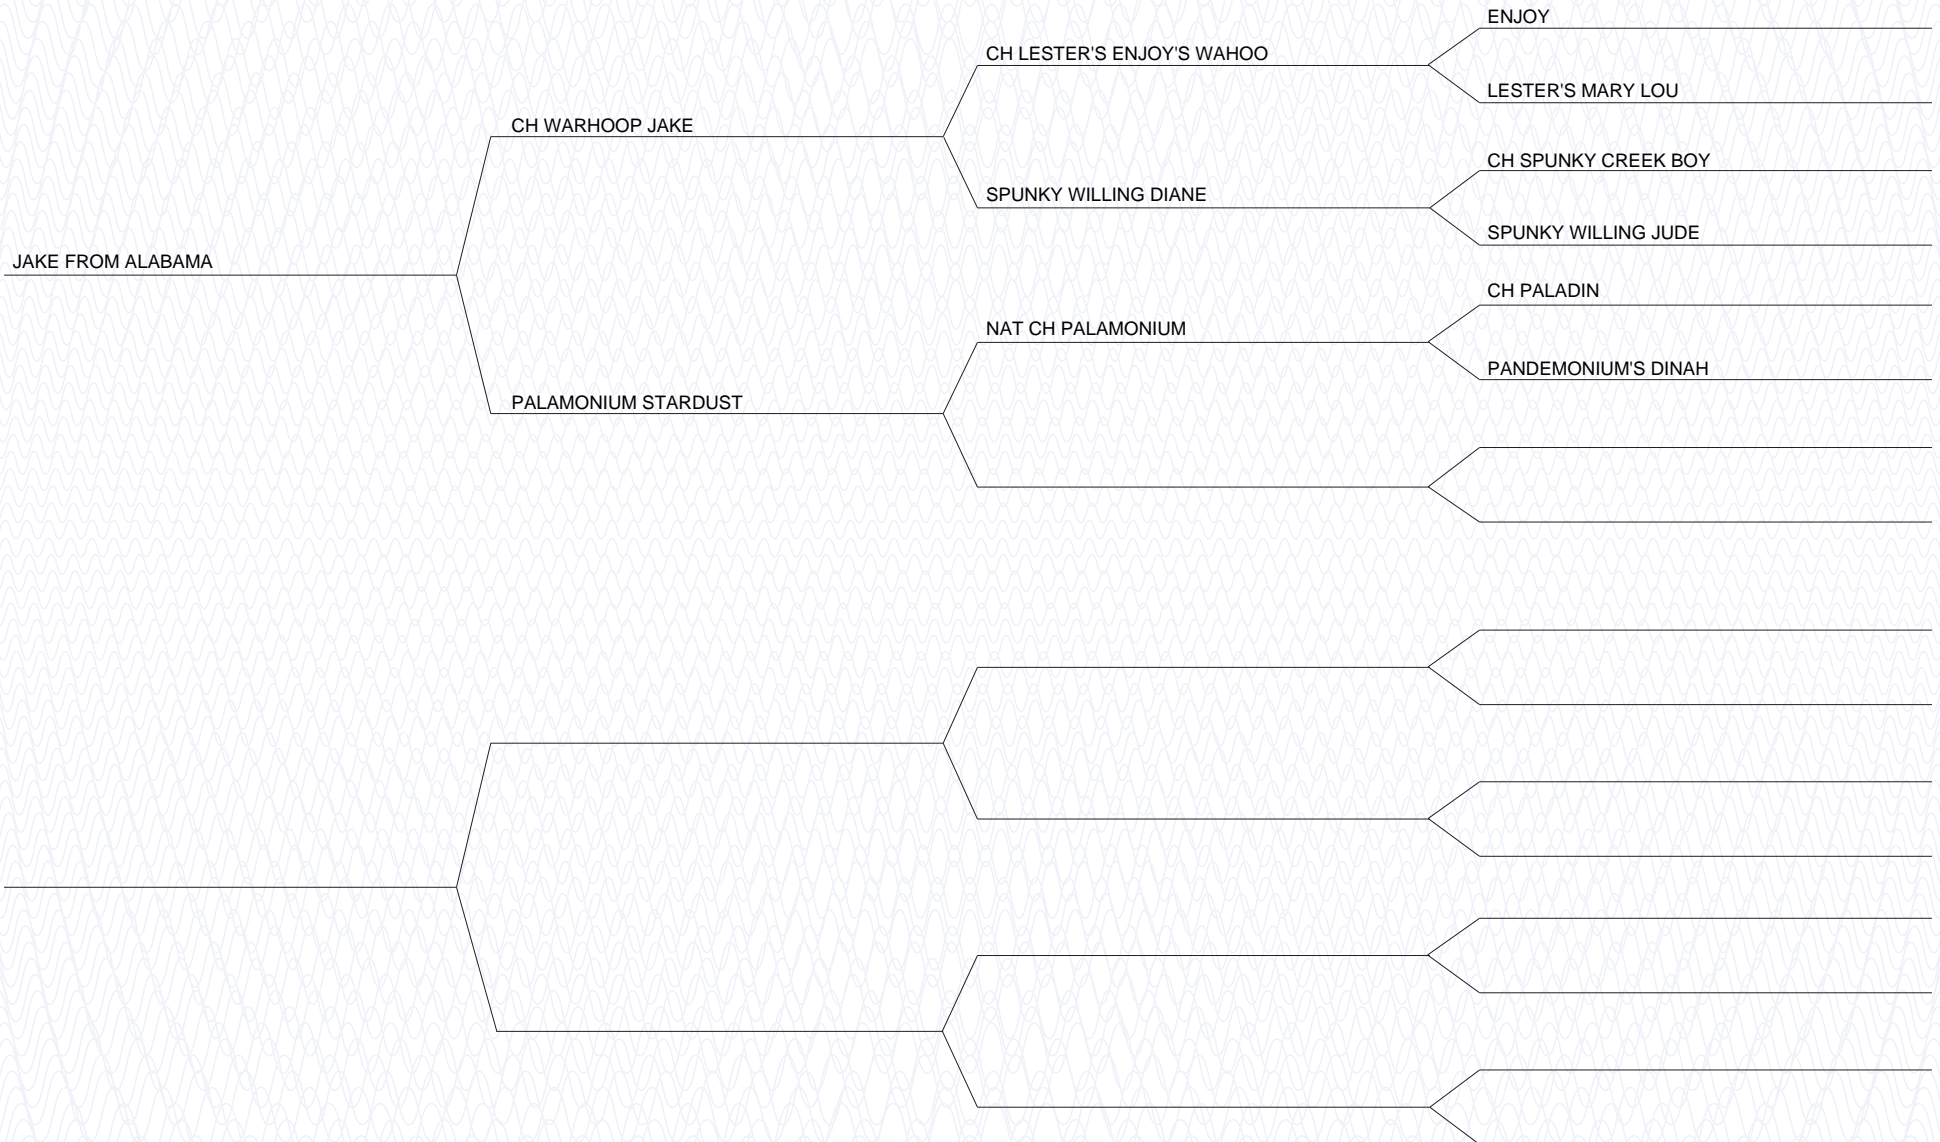 ENJOY
CH LESTER'S ENJOY'S WAHOO
LESTER'S MARY LOU
CH WARHOOP JAKE
CH SPUNKY CREEK BOY
SPUNKY WILLING DIANE
SPUNKY WILLING JUDE
JAKE FROM ALABAMA
CH PALADIN
NAT CH PALAMONIUM
PANDEMONIUM'S DINAH
PALAMONIUM STARDUST